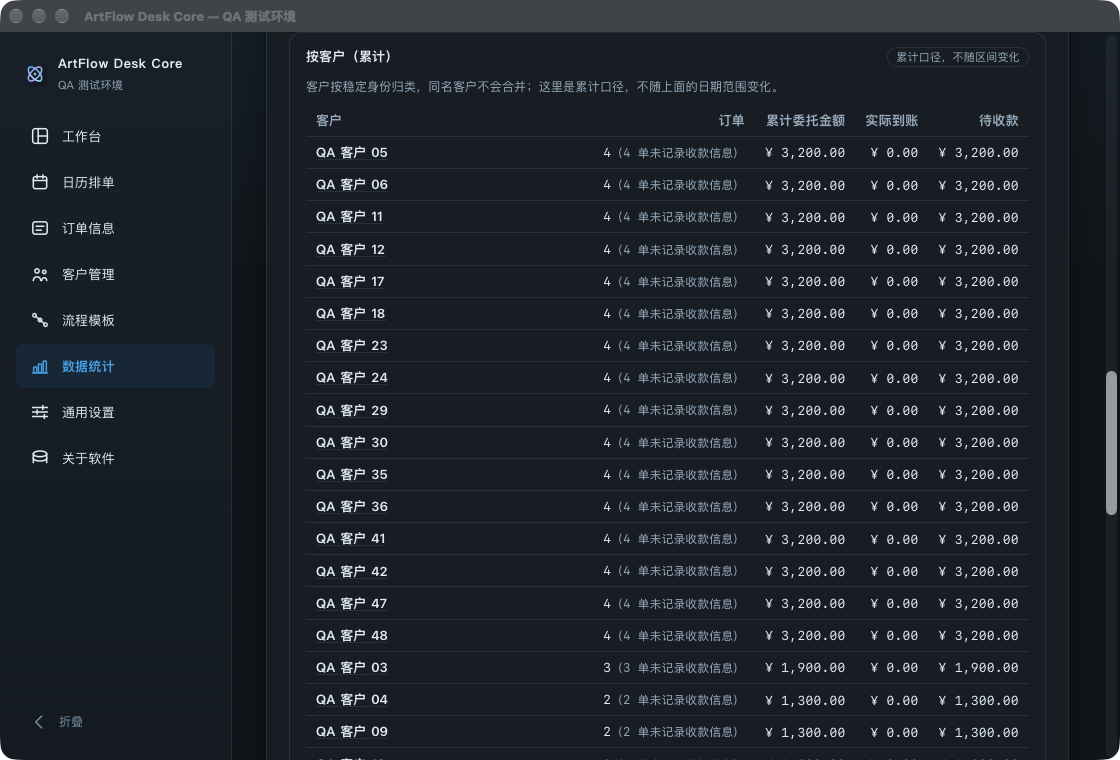 ArtFlow Desk Core — QA 测试环境
ArtFlow Desk Core
QA 测试环境
工作台
日历排单
订单信息
客户管理
流程模板
数据统计
通用设置
关于软件
折叠
按客户（累计）
累计口径，不随区间变化
客户按稳定身份归类，同名客户不会合并；这里是累计口径，不随上面的日期范围变化。
客户 订单 累计委托金额 实际到账 待收款
QA 客户 05 4（4 单未记录收款信息） ¥ 3,200.00 ¥ 0.00 ¥ 3,200.00
QA 客户 06 4（4 单未记录收款信息） ¥ 3,200.00 ¥ 0.00 ¥ 3,200.00
QA 客户 11 4（4 单未记录收款信息） ¥ 3,200.00 ¥ 0.00 ¥ 3,200.00
QA 客户 12 4（4 单未记录收款信息） ¥ 3,200.00 ¥ 0.00 ¥ 3,200.00
QA 客户 17 4（4 单未记录收款信息） ¥ 3,200.00 ¥ 0.00 ¥ 3,200.00
QA 客户 18 4（4 单未记录收款信息） ¥ 3,200.00 ¥ 0.00 ¥ 3,200.00
QA 客户 23 4（4 单未记录收款信息） ¥ 3,200.00 ¥ 0.00 ¥ 3,200.00
QA 客户 24 4（4 单未记录收款信息） ¥ 3,200.00 ¥ 0.00 ¥ 3,200.00
QA 客户 29 4（4 单未记录收款信息） ¥ 3,200.00 ¥ 0.00 ¥ 3,200.00
QA 客户 30 4（4 单未记录收款信息） ¥ 3,200.00 ¥ 0.00 ¥ 3,200.00
QA 客户 35 4（4 单未记录收款信息） ¥ 3,200.00 ¥ 0.00 ¥ 3,200.00
QA 客户 36 4（4 单未记录收款信息） ¥ 3,200.00 ¥ 0.00 ¥ 3,200.00
QA 客户 41 4（4 单未记录收款信息） ¥ 3,200.00 ¥ 0.00 ¥ 3,200.00
QA 客户 42 4（4 单未记录收款信息） ¥ 3,200.00 ¥ 0.00 ¥ 3,200.00
QA 客户 47 4（4 单未记录收款信息） ¥ 3,200.00 ¥ 0.00 ¥ 3,200.00
QA 客户 48 4（4 单未记录收款信息） ¥ 3,200.00 ¥ 0.00 ¥ 3,200.00
QA 客户 03 3（3 单未记录收款信息） ¥ 1,900.00 ¥ 0.00 ¥ 1,900.00
QA 客户 04 2（2 单未记录收款信息） ¥ 1,300.00 ¥ 0.00 ¥ 1,300.00
QA 客户 09 2（2 单未记录收款信息） ¥ 1,300.00 ¥ 0.00 ¥ 1,300.00